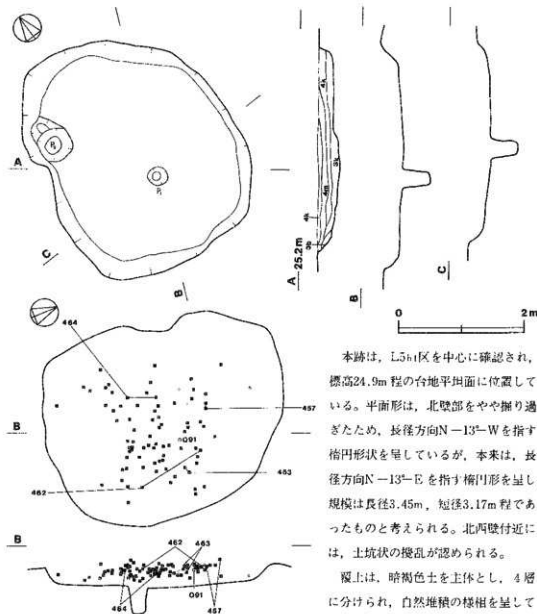 P₂
P₁
A
C
B
4k
3k
4m
4k
3b
A 25.2m
B
C
0 2m
464
B
457
Q91
453
462
B
462 463
464 Q91 457
本跡は，L5h1区を中心に確認され，
標高24.9m程の台地平坦面に位置して
いる。平面形は，北壁部をやや掘り過
ぎたため，長径方向N－13°－Wを指す
楕円形状を呈しているが，本来は，長
径方向N－13°－Eを指す楕円形を呈し
規模は長径3.45m，短径3.17m程であ
ったものと考えられる。北西壁付近に
は，土坑状の攪乱が認められる。
覆土は，暗褐色土を主体とし，4層
に分けられ，自然堆積の様相を呈して